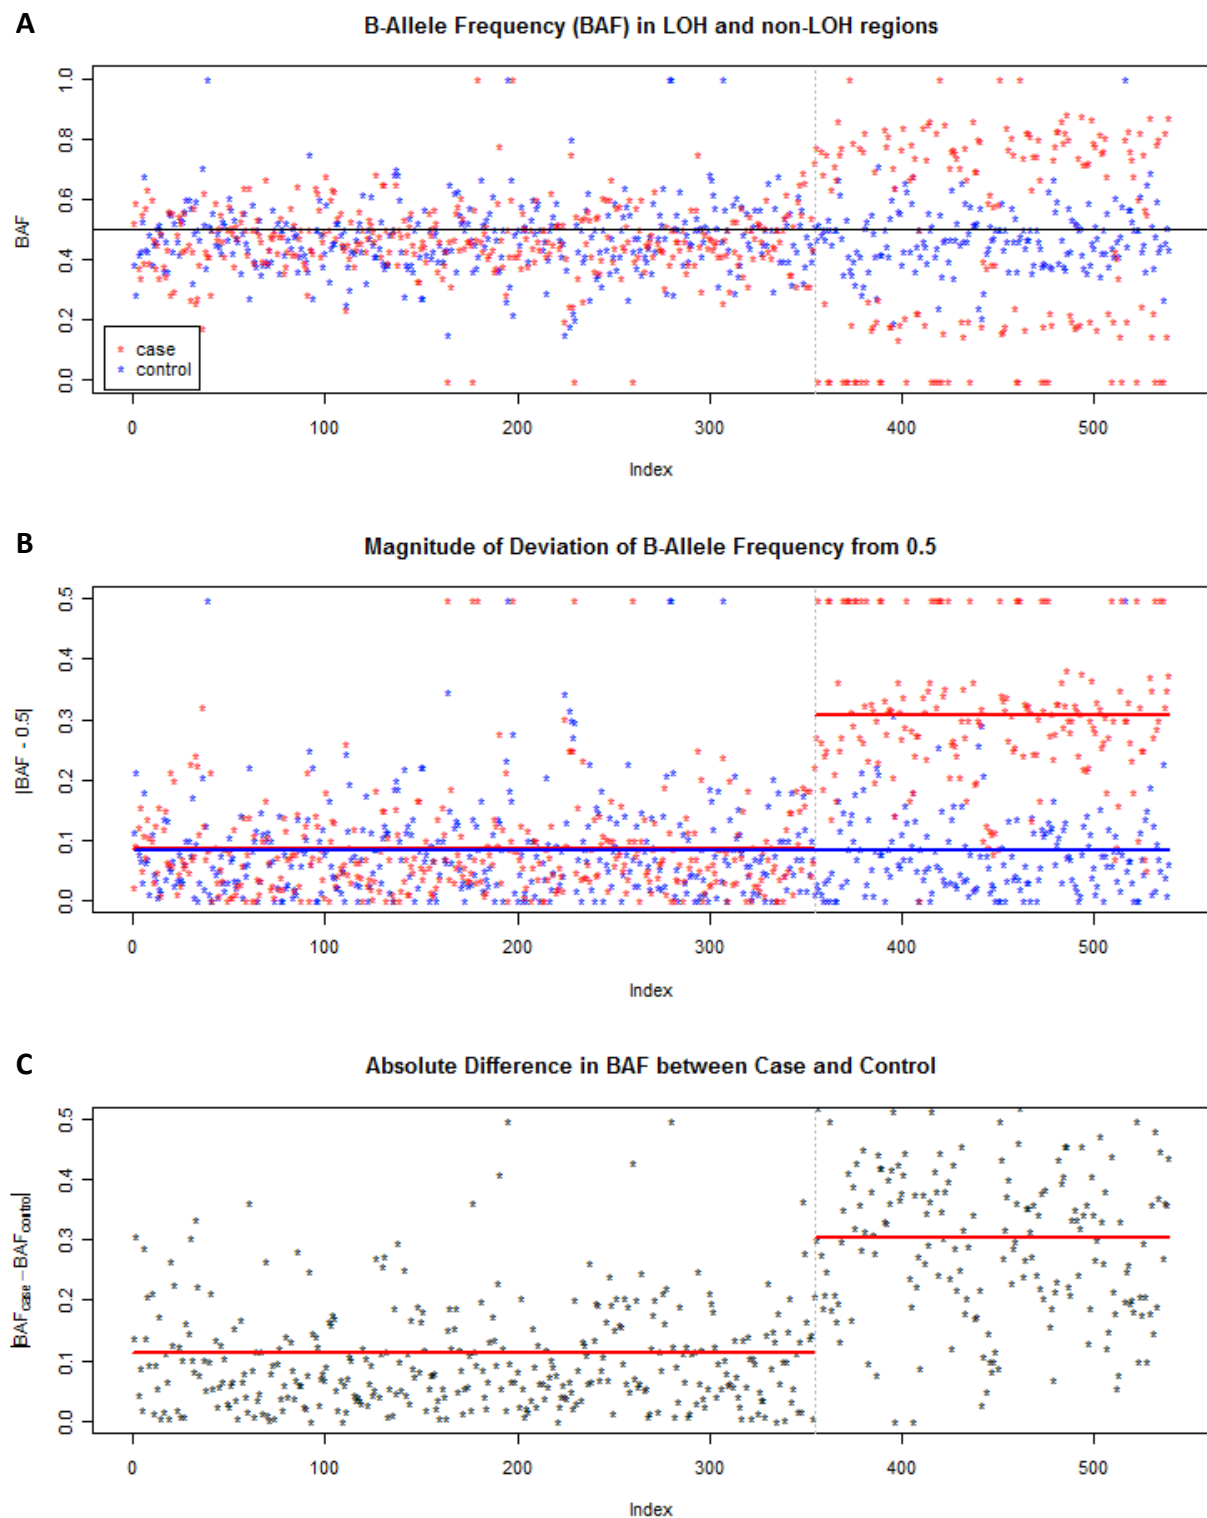 A
B-Allele Frequency (BAF) in LOH and non-LOH regions
BAF
1.0
0.8
0.6
0.4
0.2
0.0
* case
* control
0 100 200 300 400 500
Index
B
Magnitude of Deviation of B-Allele Frequency from 0.5
|BAF - 0.5|
0.5
0.4
0.3
0.2
0.1
0.0
0 100 200 300 400 500
Index
C
Absolute Difference in BAF between Case and Control
|BAFcase – BAFcontrol|
0.5
0.4
0.3
0.2
0.1
0.0
0 100 200 300 400 500
Index